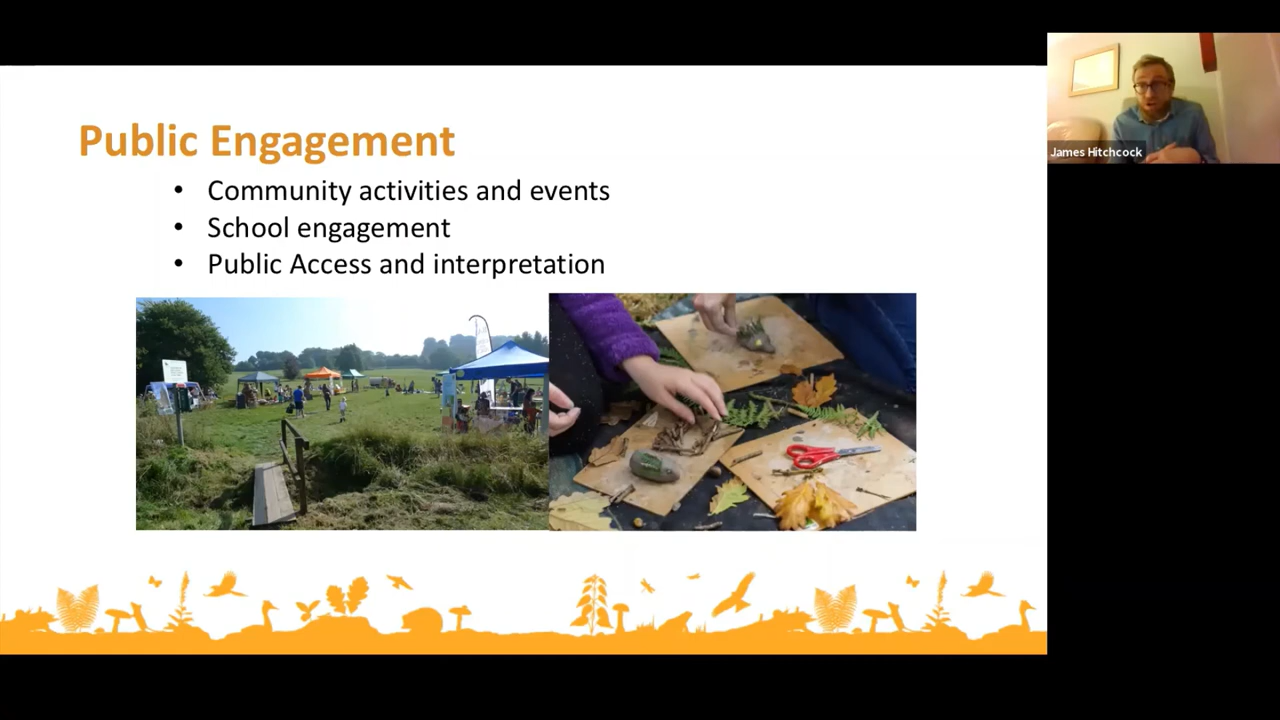 Public Engagement
• Community activities and events
• School engagement
• Public Access and interpretation
James Hitchcock